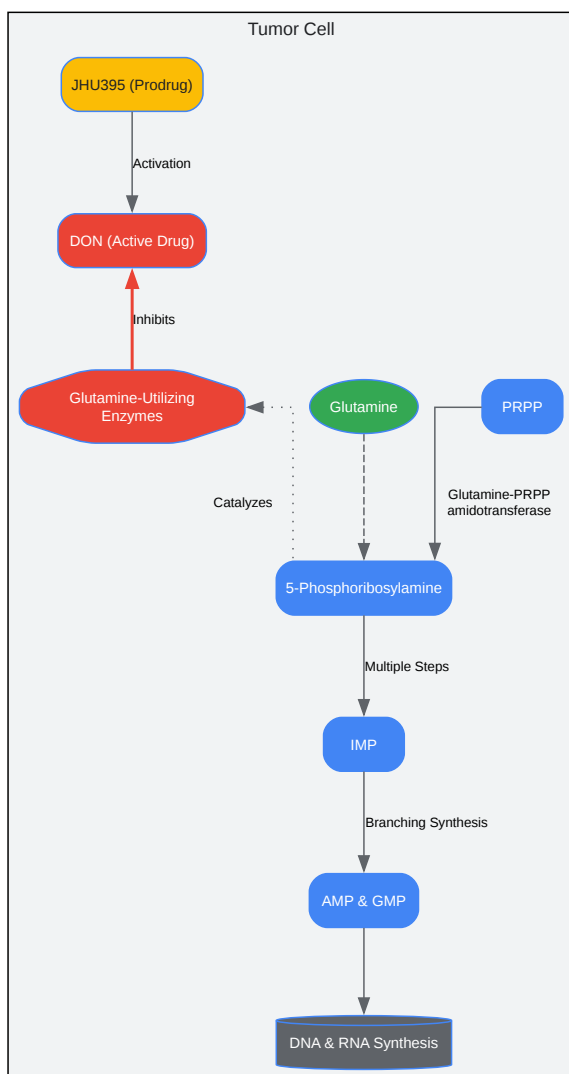 Tumor Cell
JHU395 (Prodrug)
Activation
DON (Active Drug)
Inhibits
Glutamine-Utilizing
Enzymes
Glutamine
PRPP
Catalyzes
Glutamine-PRPP
amidotransferase
5-Phosphoribosylamine
Multiple Steps
IMP
Branching Synthesis
AMP & GMP
DNA & RNA Synthesis